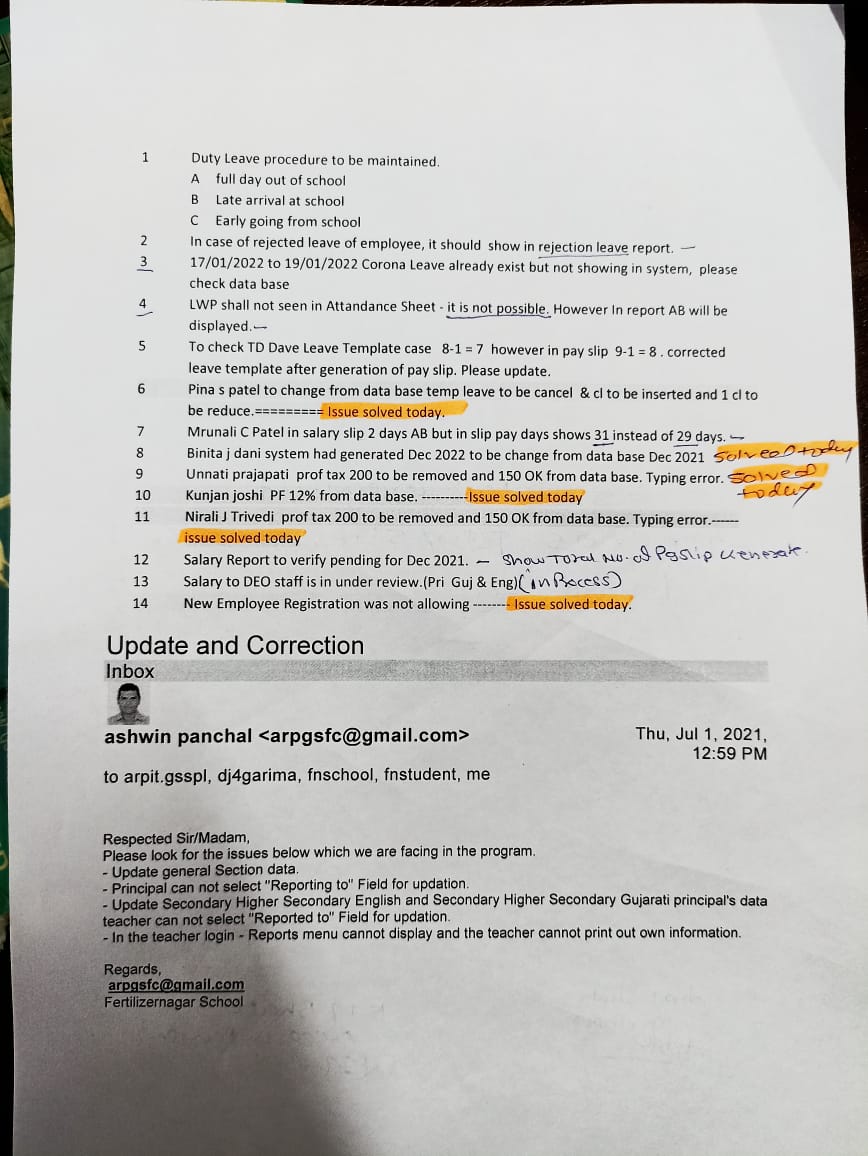 1 Duty Leave procedure to be maintained.
A full day out of school
B Late arrival at school
C Early going from school
2 In case of rejected leave of employee, it should show in rejection leave report. —
3 17/01/2022 to 19/01/2022 Corona Leave already exist but not showing in system, please
check data base
4 LWP shall not seen in Attandance Sheet - it is not possible. However In report AB will be
displayed.—
5 To check TD Dave Leave Template case 8-1 = 7 however in pay slip 9-1 = 8 . corrected
leave template after generation of pay slip. Please update.
6 Pina s patel to change from data base temp leave to be cancel & cl to be inserted and 1 cl to
be reduce.========= Issue solved today.
7 Mrunali C Patel in salary slip 2 days AB but in slip pay days shows 31 instead of 29 days. —
8 Binita j dani system had generated Dec 2022 to be change from data base Dec 2021 solved today
9 Unnati prajapati prof tax 200 to be removed and 150 OK from data base. Typing error. solved
today
10 Kunjan joshi PF 12% from data base. ----------Issue solved today
11 Nirali J Trivedi prof tax 200 to be removed and 150 OK from data base. Typing error.------
issue solved today
12 Salary Report to verify pending for Dec 2021. — Show Total No. of
13 Salary to DEO staff is in under review.(Pri Guj & Eng)(in Process)
14 New Employee Registration was not allowing -------- Issue solved today.
Update and Correction
Inbox
ashwin panchal <arpgsfc@gmail.com> Thu, Jul 1, 2021,
12:59 PM
to arpit.gsspl, dj4garima, fnschool, fnstudent, me
Respected Sir/Madam,
Please look for the issues below which we are facing in the program.
- Update general Section data.
- Principal can not select "Reporting to" Field for updation.
- Update Secondary Higher Secondary English and Secondary Higher Secondary Gujarati principal's data
teacher can not select "Reported to" Field for updation.
- In the teacher login - Reports menu cannot display and the teacher cannot print out own information.
Regards,
arpgsfc@gmail.com
Fertilizernagar School